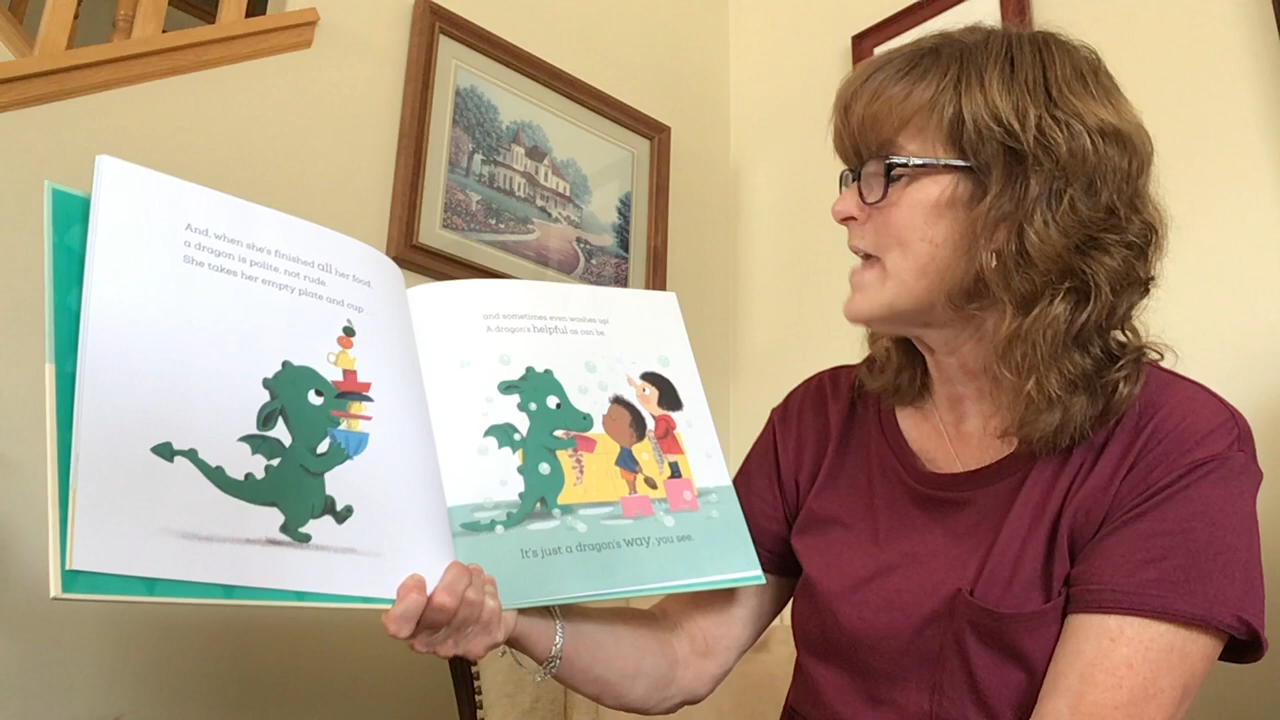 And, when she's finished all her food,
a dragon is polite, not rude.
She takes her empty plate and cup
and sometimes even washes up!
A dragon's helpful as can be.
It's just a dragon's way, you see.